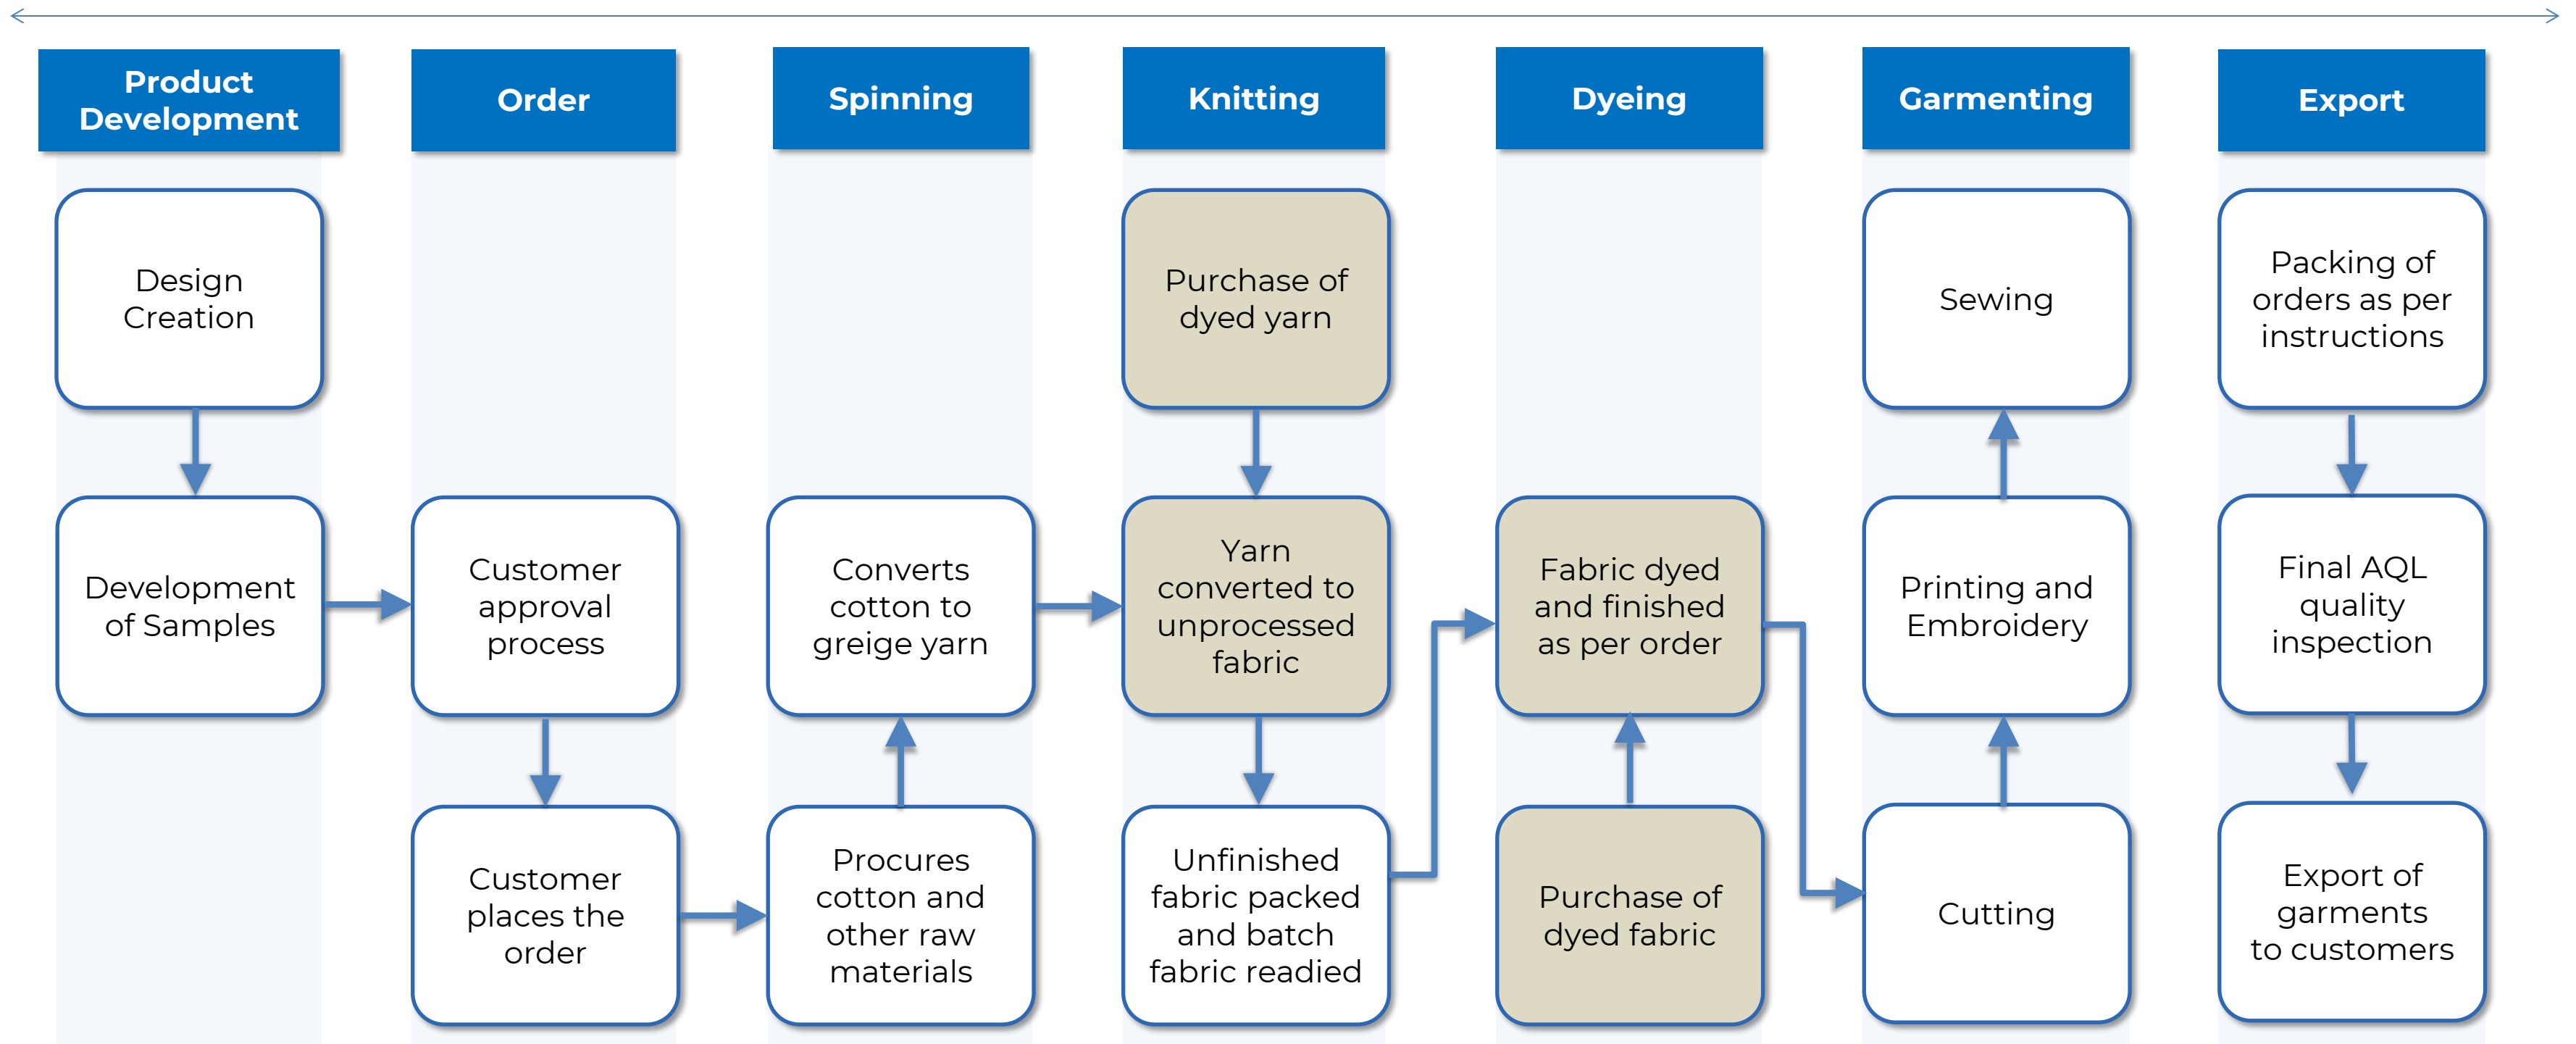 Product
Development
Order
Spinning
Knitting
Dyeing
Garmenting
Export
Design
Creation
Development
of Samples
Customer
approval
process
Customer
places the
order
Converts
cotton to
greige yarn
Procures
cotton and
other raw
materials
Purchase of
dyed yarn
Yarn
converted to
unprocessed
fabric
Unfinished
fabric packed
and batch
fabric readied
Fabric dyed
and finished
as per order
Purchase of
dyed fabric
Sewing
Printing and
Embroidery
Cutting
Packing of
orders as per
instructions
Final AQL
quality
inspection
Export of
garments
to customers